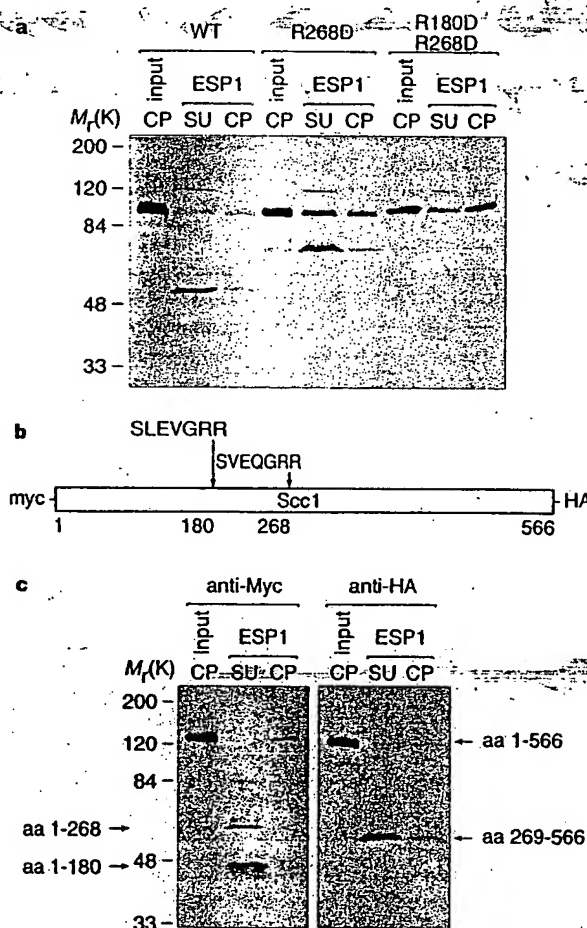 a
WT R268D R180D
R268D
input ESP1 input ESP1 input ESP1
Mr(K) CP SU CP CP SU CP CP SU CP
200
120
84
48
33
b
SLEVGRR
SVEQGRR
myc Scc1 HA
1 180 268 566
c
anti-Myc anti-HA
input ESP1 input ESP1
Mr(K) CP SU CP CP SU CP
200
120 aa 1-566
84
aa 1-268
48 aa 269-566
aa 1-180
33